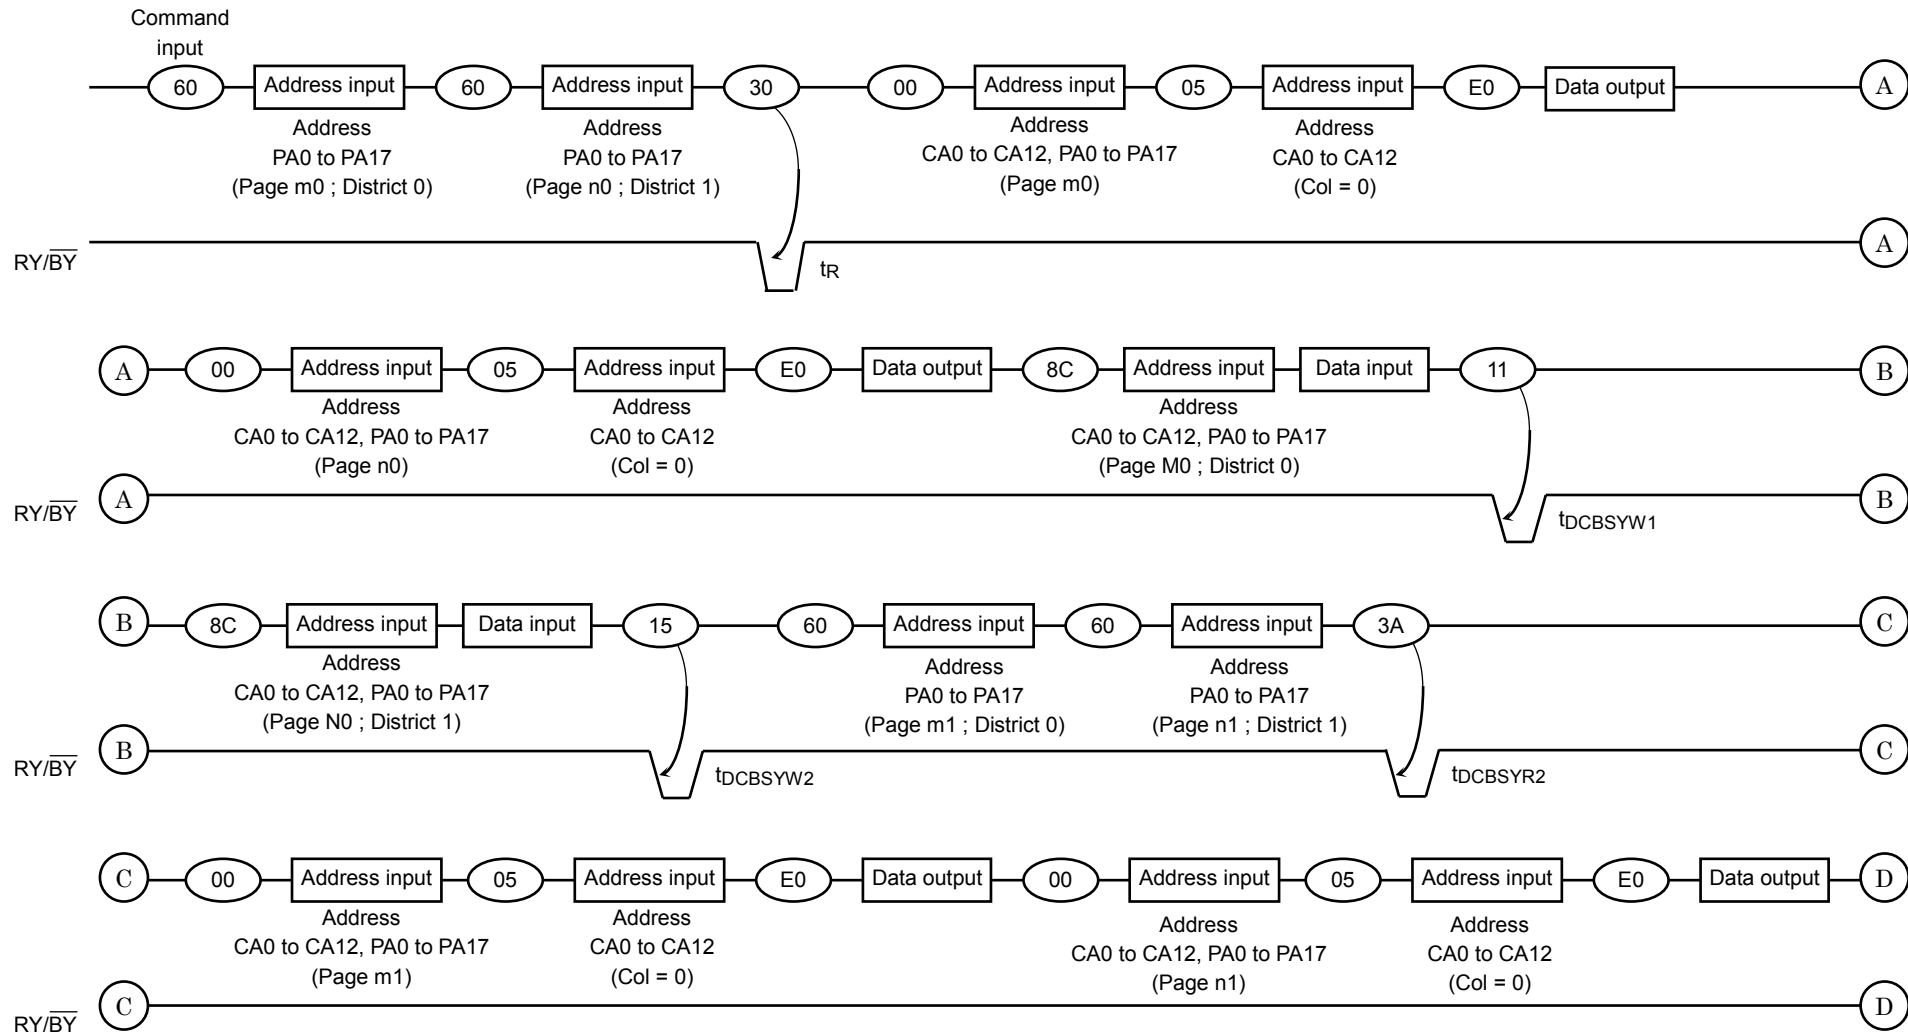 Command
input
60 Address input 60 Address input 30 00 Address input 05 Address input E0 Data output A
Address Address Address Address
PA0 to PA17 PA0 to PA17 CA0 to CA12, PA0 to PA17 CA0 to CA12
(Page m0 ; District 0) (Page n0 ; District 1) (Page m0) (Col = 0)
RY/BY tR A
A 00 Address input 05 Address input E0 Data output 8C Address input Data input 11 B
Address Address Address
CA0 to CA12, PA0 to PA17 CA0 to CA12 CA0 to CA12, PA0 to PA17
(Page n0) (Col = 0) (Page M0 ; District 0)
RY/BY A tDCBSYW1 B
B 8C Address input Data input 15 60 Address input 60 Address input 3A C
Address Address Address
CA0 to CA12, PA0 to PA17 PA0 to PA17 PA0 to PA17
(Page N0 ; District 1) (Page m1 ; District 0) (Page n1 ; District 1)
RY/BY B tDCBSYW2 tDCBSYR2 C
C 00 Address input 05 Address input E0 Data output 00 Address input 05 Address input E0 Data output D
Address Address Address Address
CA0 to CA12, PA0 to PA17 CA0 to CA12 CA0 to CA12, PA0 to PA17 CA0 to CA12
(Page m1) (Col = 0) (Page n1) (Col = 0)
RY/BY C D